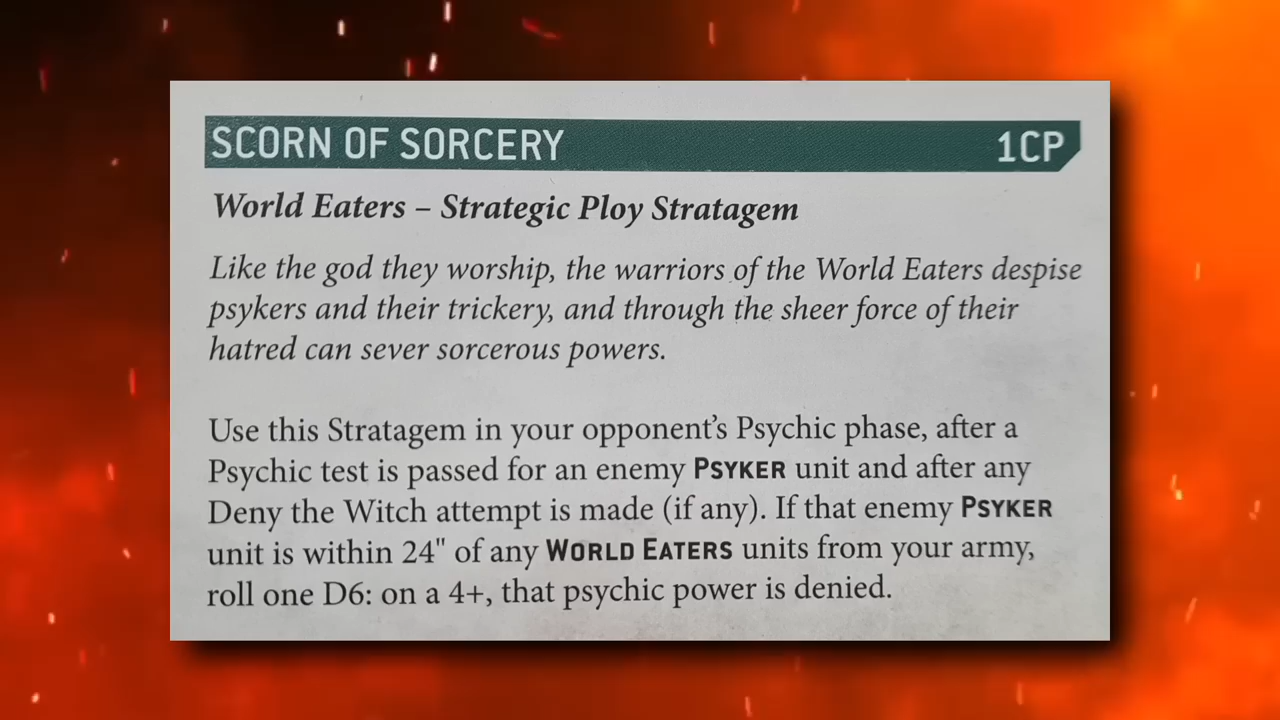 SCORN OF SORCERY 1CP
World Eaters – Strategic Ploy Stratagem
Like the god they worship, the warriors of the World Eaters despise
psykers and their trickery, and through the sheer force of their
hatred can sever sorcerous powers.
Use this Stratagem in your opponent’s Psychic phase, after a
Psychic test is passed for an enemy PSYKER unit and after any
Deny the Witch attempt is made (if any). If that enemy PSYKER
unit is within 24" of any WORLD EATERS units from your army,
roll one D6: on a 4+, that psychic power is denied.